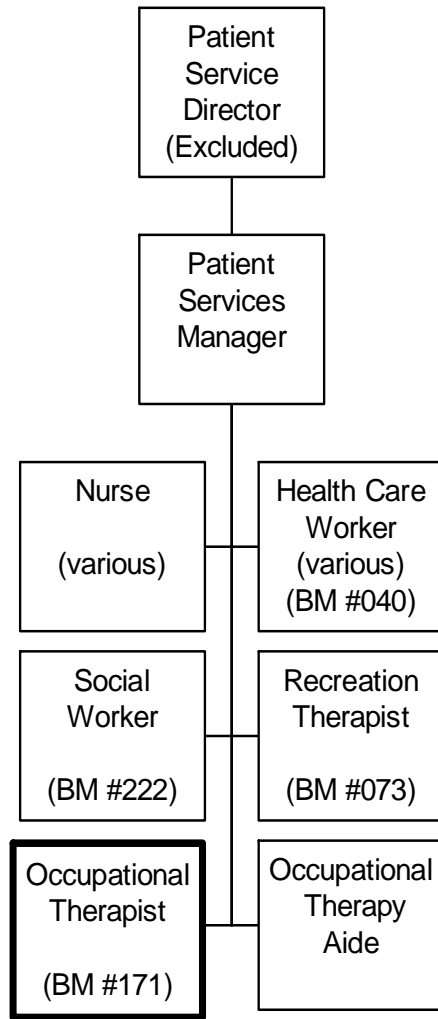 Patient
Service
Director
(Excluded)
Patient
Services
Manager
Nurse
(various)
Health Care
Worker
(various)
(BM #040)
Social
Worker
(BM #222)
Recreation
Therapist
(BM #073)
Occupational
Therapist
(BM #171)
Occupational
Therapy
Aide